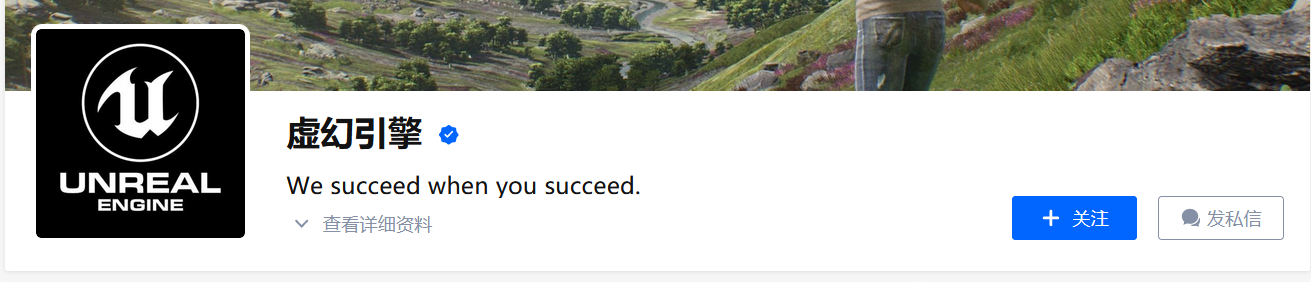 UNREAL
ENGINE
虚幻引擎
We succeed when you succeed.
查看详细资料
关注
发私信